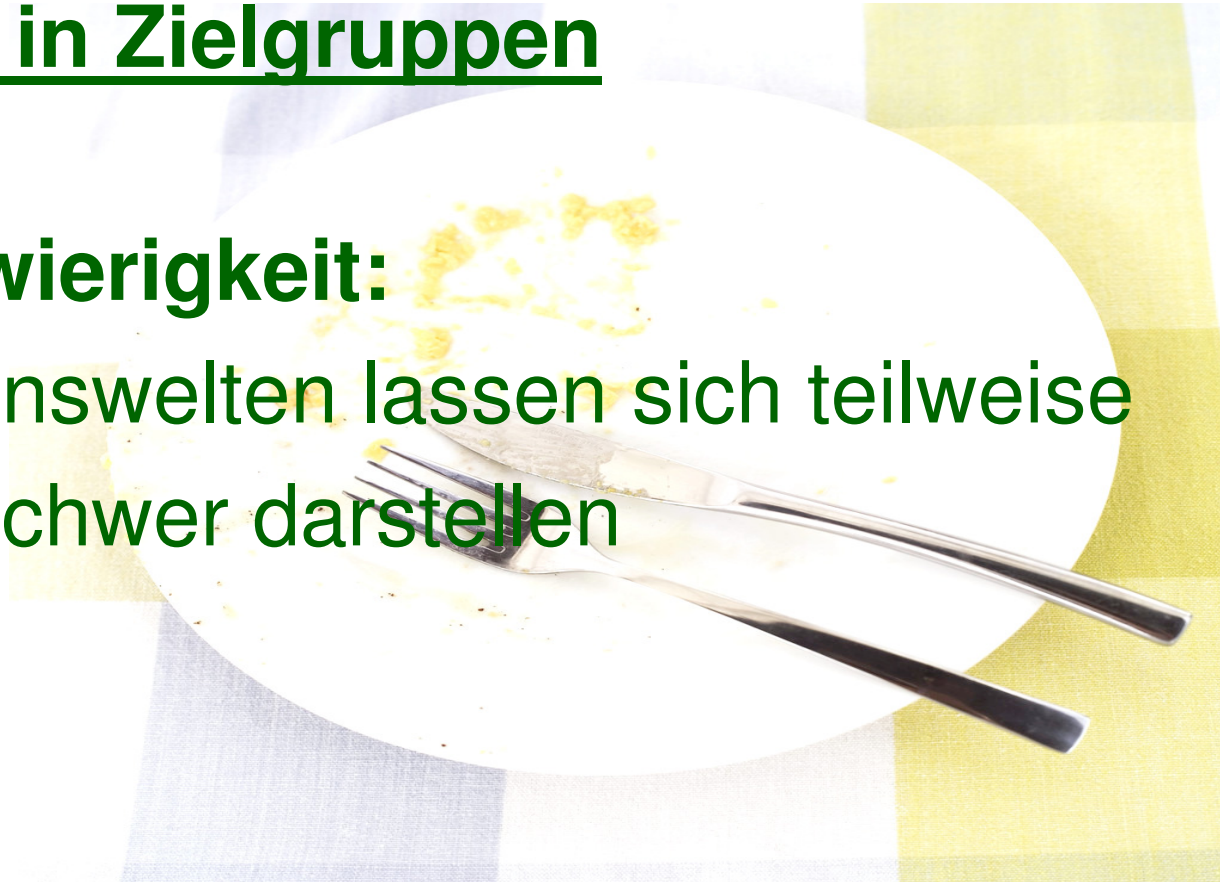 in Zielgruppen
wierigkeit:
nswelten lassen sich teilweise
chwer darstellen